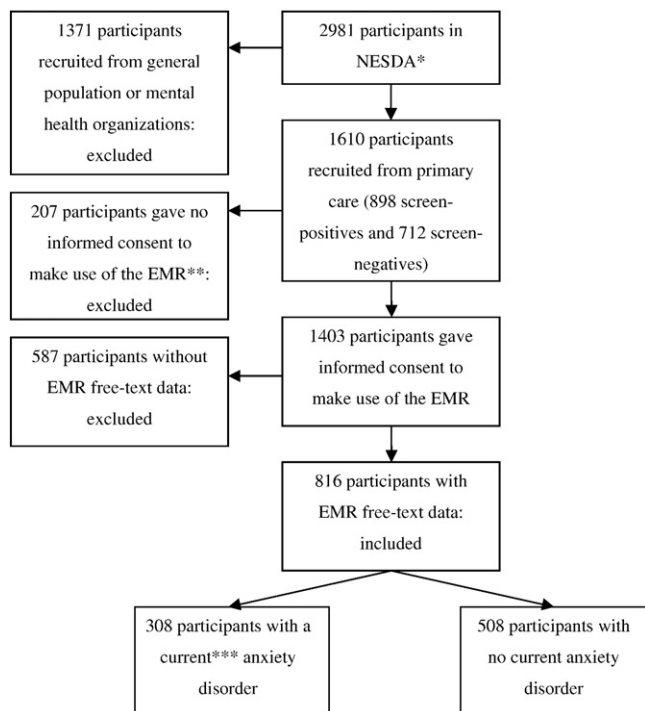 1371 participants
recruited from general
population or mental
health organizations:
excluded
2981 participants in
NESDA*
1610 participants
recruited from primary
care (898 screen-
positives and 712 screen-
negatives)
207 participants gave no
informed consent to
make use of the EMR**:
excluded
1403 participants gave
informed consent to
make use of the EMR
587 participants without
EMR free-text data:
excluded
816 participants with
EMR free-text data:
included
308 participants with a
current*** anxiety
disorder
508 participants with
no current anxiety
disorder